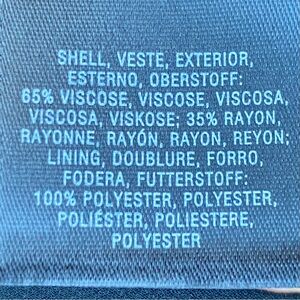 SHELL, VESTE, EXTERIOR,
ESTERNO, OBERSTOFF:
65% VISCOSE, VISCOSE, VISCOSA,
VISCOSA, VISKOSE; 35% RAYON,
RAYONNE, RAYÓN, RAYON, REYON;
LINING, DOUBLURE, FORRO,
FODERA, FUTTERSTOFF:
100% POLYESTER, POLYESTER,
POLIÉSTER, POLIESTERE,
POLYESTER